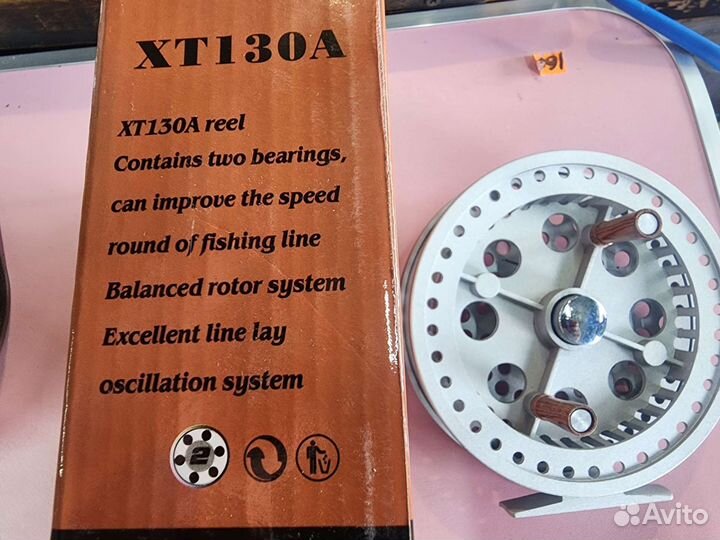 XT130A
XT130A reel
Contains two bearings,
can improve the speed
round of fishing line
Balanced rotor system
Excellent line lay
oscillation system
2
Avito